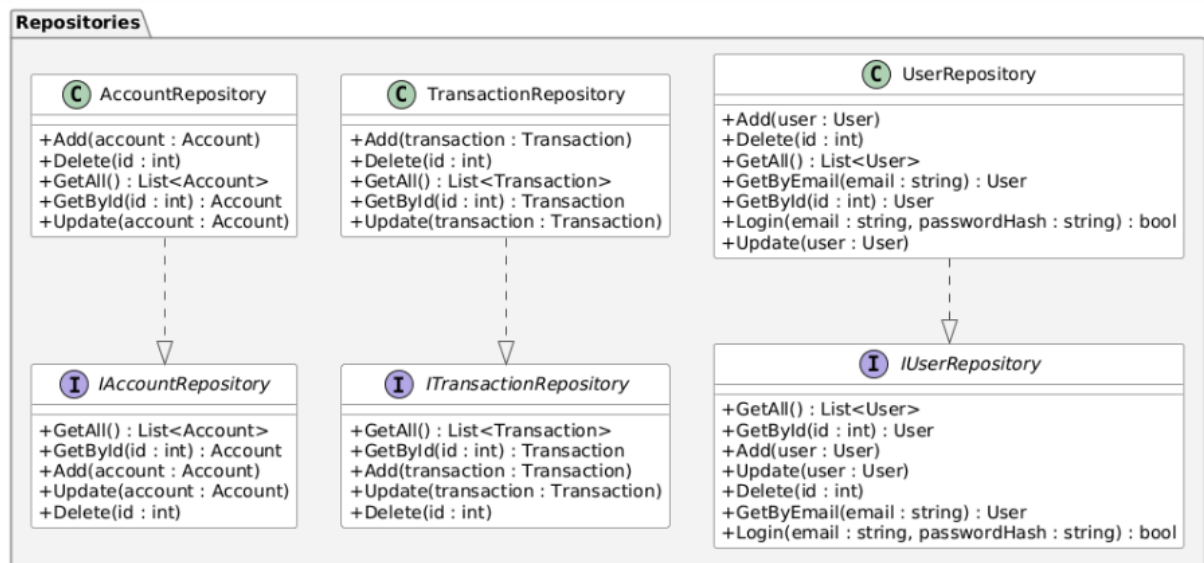 Repositories
C AccountRepository
+Add(account : Account)
+Delete(id : int)
+GetAll() : List<Account>
+GetById(id : int) : Account
+Update(account : Account)
C TransactionRepository
+Add(transaction : Transaction)
+Delete(id : int)
+GetAll() : List<Transaction>
+GetById(id : int) : Transaction
+Update(transaction : Transaction)
C UserRepository
+Add(user : User)
+Delete(id : int)
+GetAll() : List<User>
+GetByEmail(email : string) : User
+GetById(id : int) : User
+Login(email : string, passwordHash : string) : bool
+Update(user : User)
I IAccountRepository
+GetAll() : List<Account>
+GetById(id : int) : Account
+Add(account : Account)
+Update(account : Account)
+Delete(id : int)
I ITransactionRepository
+GetAll() : List<Transaction>
+GetById(id : int) : Transaction
+Add(transaction : Transaction)
+Update(transaction : Transaction)
+Delete(id : int)
I IUserRepository
+GetAll() : List<User>
+GetById(id : int) : User
+Add(user : User)
+Update(user : User)
+Delete(id : int)
+GetByEmail(email : string) : User
+Login(email : string, passwordHash : string) : bool